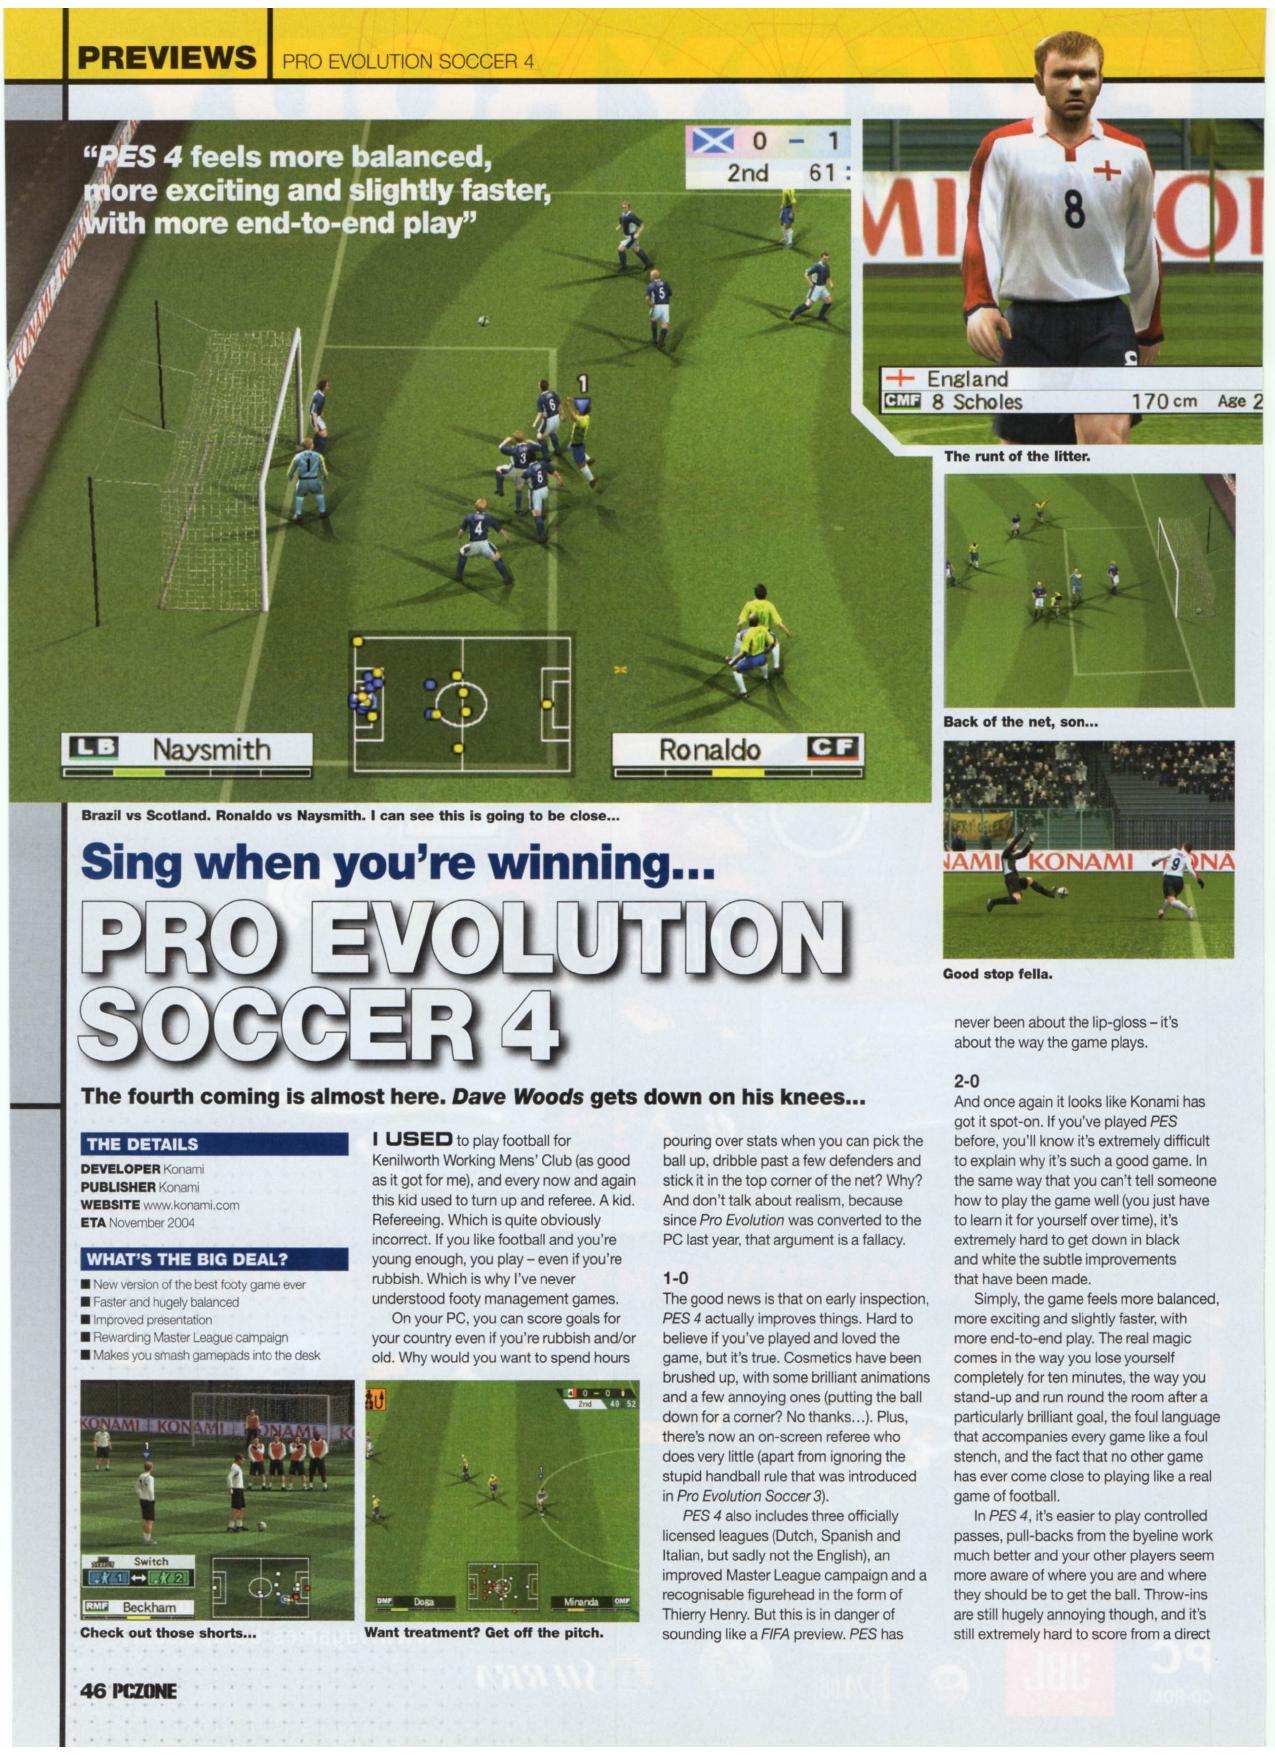 PREVIEWS
PRO EVOLUTION SOCCER 4
“PES 4 feels more balanced,
more exciting and slightly faster,
with more end-to-end play”
0 - 1
2nd 61:
KONAMI
1
5
6
3
6
4
1
LB Naysmith
Ronaldo CF
8
England
CMF 8 Scholes 170cm Age 2
The runt of the litter.
Back of the net, son...
NAMI KONAMI ONA
9
Good stop fella.
Brazil vs Scotland. Ronaldo vs Naysmith. I can see this is going to be close...
Sing when you’re winning...
PRO EVOLUTION
SOCCER 4
The fourth coming is almost here. Dave Woods gets down on his knees...
THE DETAILS
DEVELOPER Konami
PUBLISHER Konami
WEBSITE www.konami.com
ETA November 2004
WHAT’S THE BIG DEAL?
■ New version of the best footy game ever
■ Faster and hugely balanced
■ Improved presentation
■ Rewarding Master League campaign
■ Makes you smash gamepads into the desk
KONAMI KONAMI K
1
Switch
1 ↔ 2
RMF Beckham
Check out those shorts...
0 - 0
2nd 49 52
1
DMF Doga
Miranda OMF
Want treatment? Get off the pitch.
I USED to play football for
Kenilworth Working Mens’ Club (as good
as it got for me), and every now and again
this kid used to turn up and referee. A kid.
Refereeing. Which is quite obviously
incorrect. If you like football and you’re
young enough, you play – even if you’re
rubbish. Which is why I’ve never
understood footy management games.
On your PC, you can score goals for
your country even if you’re rubbish and/or
old. Why would you want to spend hours
pouring over stats when you can pick the
ball up, dribble past a few defenders and
stick it in the top corner of the net? Why?
And don’t talk about realism, because
since Pro Evolution was converted to the
PC last year, that argument is a fallacy.
1-0
The good news is that on early inspection,
PES 4 actually improves things. Hard to
believe if you’ve played and loved the
game, but it’s true. Cosmetics have been
brushed up, with some brilliant animations
and a few annoying ones (putting the ball
down for a corner? No thanks...). Plus,
there’s now an on-screen referee who
does very little (apart from ignoring the
stupid handball rule that was introduced
in Pro Evolution Soccer 3).
PES 4 also includes three officially
licensed leagues (Dutch, Spanish and
Italian, but sadly not the English), an
improved Master League campaign and a
recognisable figurehead in the form of
Thierry Henry. But this is in danger of
sounding like a FIFA preview. PES has
never been about the lip-gloss – it’s
about the way the game plays.
2-0
And once again it looks like Konami has
got it spot-on. If you’ve played PES
before, you’ll know it’s extremely difficult
to explain why it’s such a good game. In
the same way that you can’t tell someone
how to play the game well (you just have
to learn it for yourself over time), it’s
extremely hard to get down in black
and white the subtle improvements
that have been made.
Simply, the game feels more balanced,
more exciting and slightly faster, with
more end-to-end play. The real magic
comes in the way you lose yourself
completely for ten minutes, the way you
stand-up and run round the room after a
particularly brilliant goal, the foul language
that accompanies every game like a foul
stench, and the fact that no other game
has ever come close to playing like a real
game of football.
In PES 4, it’s easier to play controlled
passes, pull-backs from the byeline work
much better and your other players seem
more aware of where you are and where
they should be to get the ball. Throw-ins
are still hugely annoying though, and it’s
still extremely hard to score from a direct
46 PCZONE